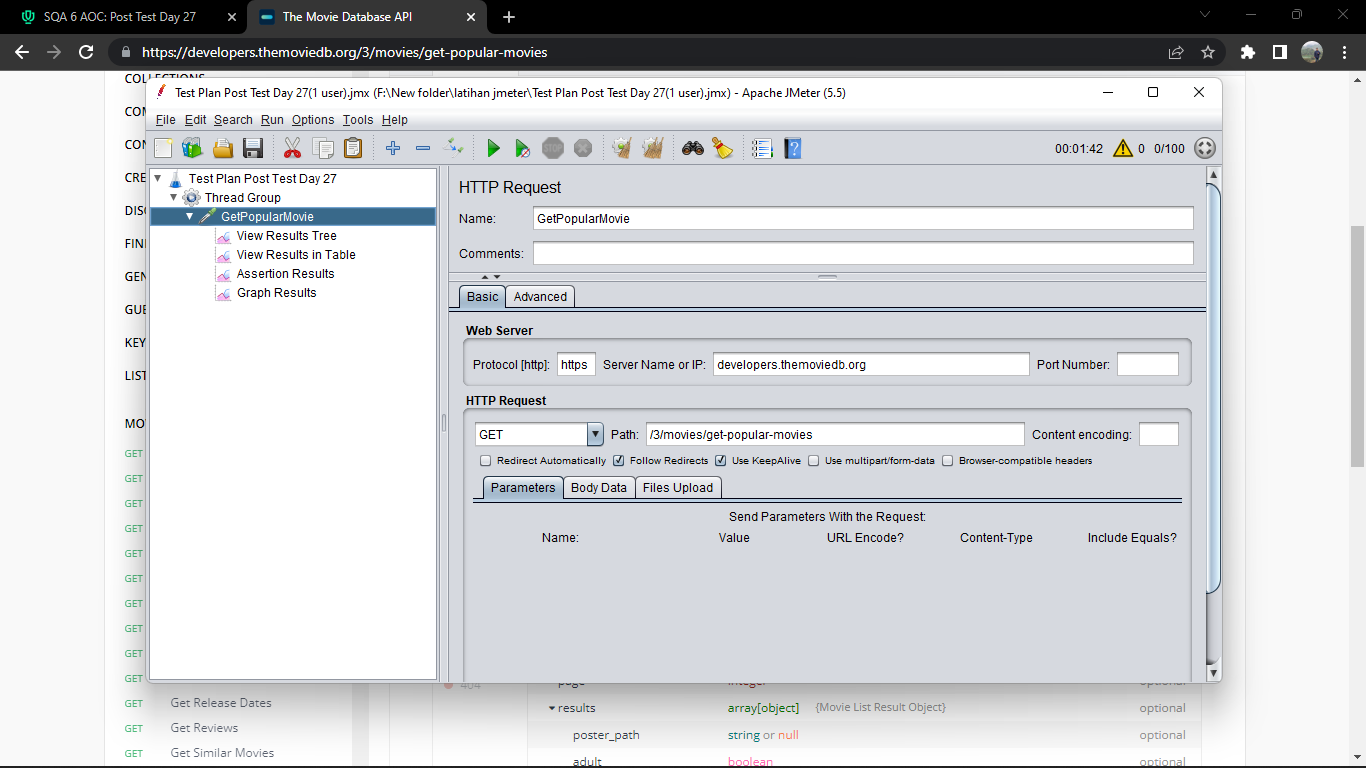 SQA 6 AOC: Post Test Day 27
The Movie Database API
https://developers.themoviedb.org/3/movies/get-popular-movies
COLLECTIONS
Test Plan Post Test Day 27(1 user).jmx (F:\New folder\latihan jmeter\Test Plan Post Test Day 27(1 user).jmx) - Apache JMeter (5.5)
File Edit Search Run Options Tools Help
STOP
00:01:42 0 0/100
Test Plan Post Test Day 27
Thread Group
GetPopularMovie
View Results Tree
View Results in Table
Assertion Results
Graph Results
HTTP Request
Name: GetPopularMovie
Comments:
Basic Advanced
Web Server
Protocol [http]: https Server Name or IP: developers.themoviedb.org Port Number:
HTTP Request
GET Path: /3/movies/get-popular-movies Content encoding:
Redirect Automatically Follow Redirects Use KeepAlive Use multipart/form-data Browser-compatible headers
Parameters Body Data Files Upload
Send Parameters With the Request:
Name: Value URL Encode? Content-Type Include Equals?
CON
CRE
DISC
FIND
GEN
GUE
KEY
LIST
MO
GET
GET
GET
GET
GET
GET
GET
GET
GET
GET
GET Get Release Dates
GET Get Reviews
GET Get Similar Movies
404
page integer optional
results array[object] {Movie List Result Object} optional
poster_path string or null optional
adult boolean optional